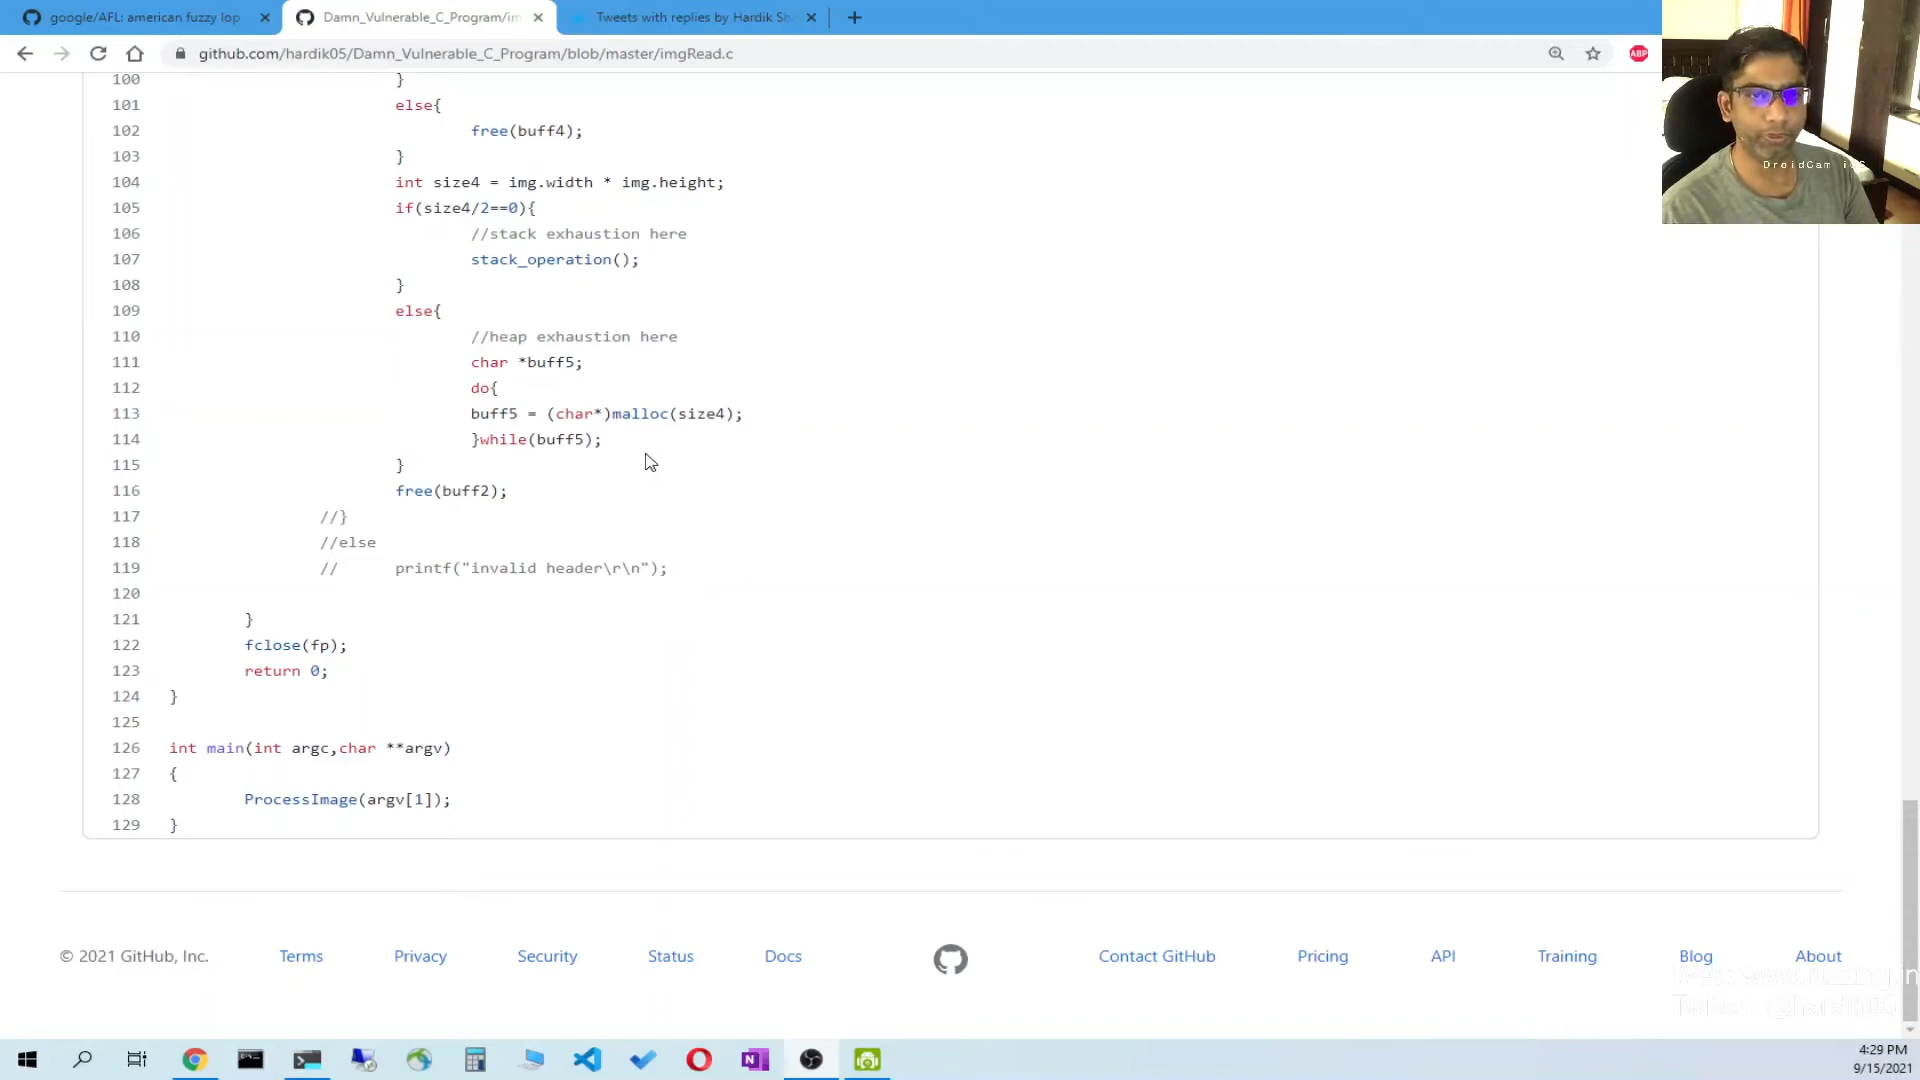 google/AFL: american fuzzy lop
Damn_Vulnerable_C_Program/im
Tweets with replies by Hardik Sh
github.com/hardik05/Damn_Vulnerable_C_Program/blob/master/imgRead.c
ABP
DroidCam
100 }
101 else{
102 free(buff4);
103 }
104 int size4 = img.width * img.height;
105 if(size4/2==0){
106 //stack exhaustion here
107 stack_operation();
108 }
109 else{
110 //heap exhaustion here
111 char *buff5;
112 do{
113 buff5 = (char*)malloc(size4);
114 }while(buff5);
115 }
116 free(buff2);
117 //}
118 //else
119 // printf("invalid header\r\n");
120
121 }
122 fclose(fp);
123 return 0;
124 }
125
126 int main(int argc,char **argv)
127 {
128 ProcessImage(argv[1]);
129 }
© 2021 GitHub, Inc. Terms Privacy Security Status Docs Contact GitHub Pricing API Training Blog About
4:29 PM
9/15/2021